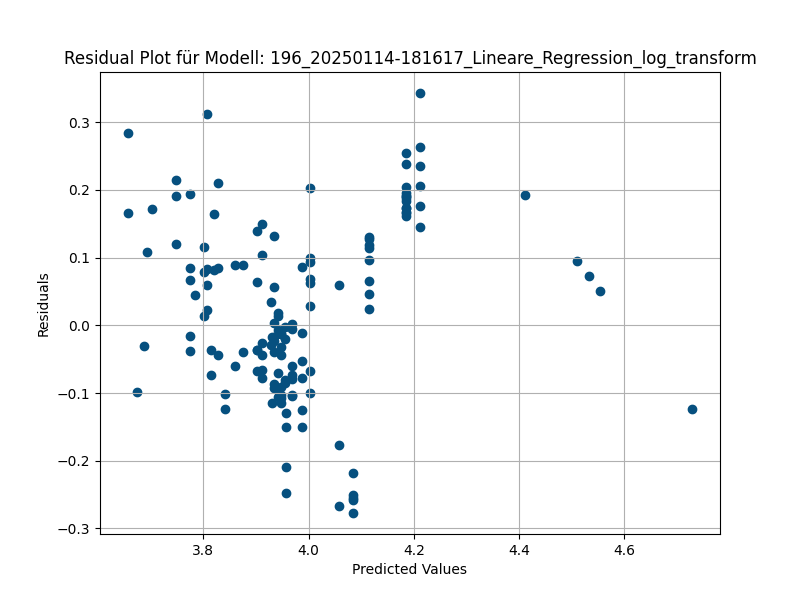 Residual Plot für Modell: 196_20250114-181617_Lineare_Regression_log_transform
0.3
0.2
0.1
0.0
−0.1
−0.2
−0.3
Residuals
3.8 4.0 4.2 4.4 4.6
Predicted Values